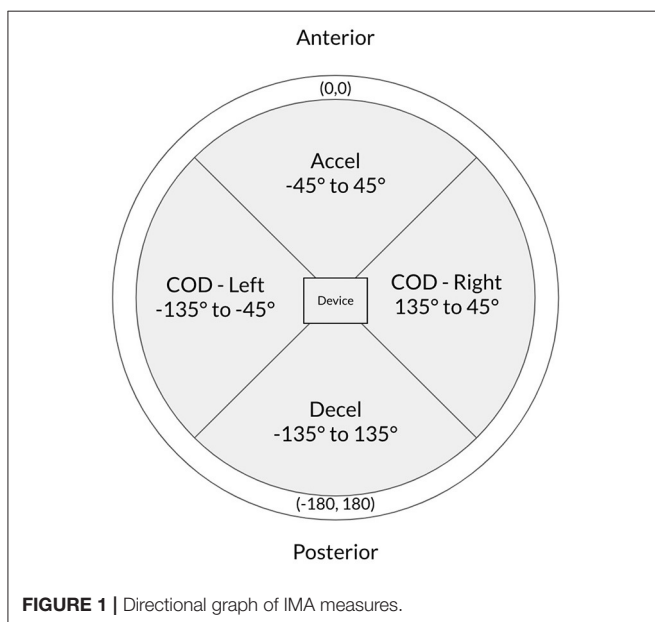 Anterior
(0,0)
Accel
-45° to 45°
COD - Left
-135° to -45°
Device
COD - Right
135° to 45°
Decel
-135° to 135°
(-180, 180)
Posterior
FIGURE 1 | Directional graph of IMA measures.